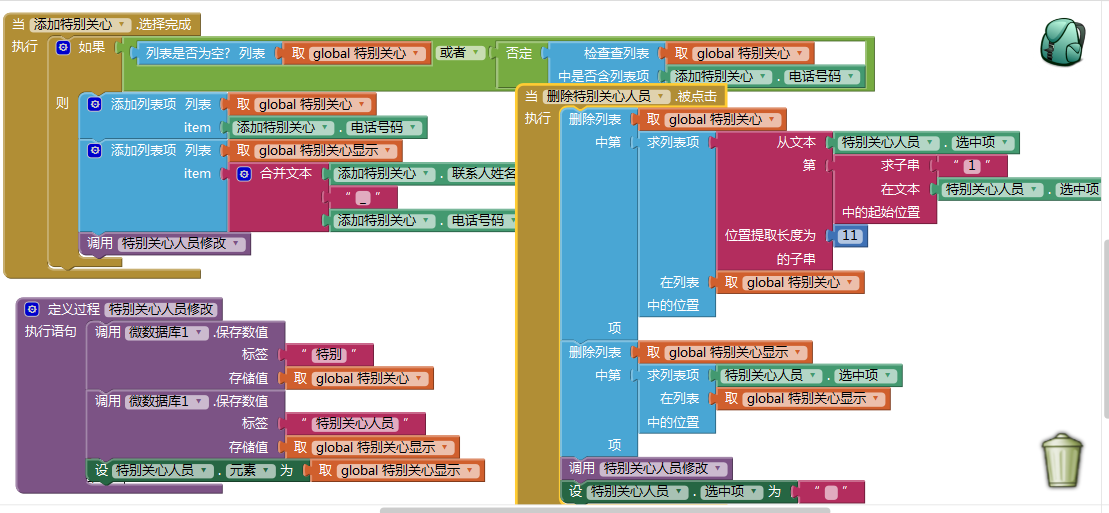 当 添加特别关心 .选择完成
执行 如果 列表是否为空? 列表 取 global 特别关心 或者 否定 检查查列表 取 global 特别关心
中是否含列表项 添加特别关心 . 电话号码
则 添加列表项 列表 取 global 特别关心
item 添加特别关心 . 电话号码
添加列表项 列表 取 global 特别关心显示
item 合并文本 添加特别关心 . 联系人姓名
" _ "
添加特别关心 . 电话号码
调用 特别关心人员修改
定义过程 特别关心人员修改
执行语句 调用 微数据库1 .保存数值
标签 " 特别 "
存储值 取 global 特别关心
调用 微数据库1 .保存数值
标签 " 特别关心人员 "
存储值 取 global 特别关心显示
设 特别关心人员 . 元素 为 取 global 特别关心显示
当 删除特别关心人员 .被点击
执行 删除列表 取 global 特别关心
中第 求列表项 从文本 特别关心人员 . 选中项
第 求子串 " 1 "
在文本 特别关心人员 . 选中项
中的起始位置
位置提取长度为 11
的子串
在列表 取 global 特别关心
中的位置
项
删除列表 取 global 特别关心显示
中第 求列表项 特别关心人员 . 选中项
在列表 取 global 特别关心显示
中的位置
项
调用 特别关心人员修改
设 特别关心人员 . 选中项 为 " "